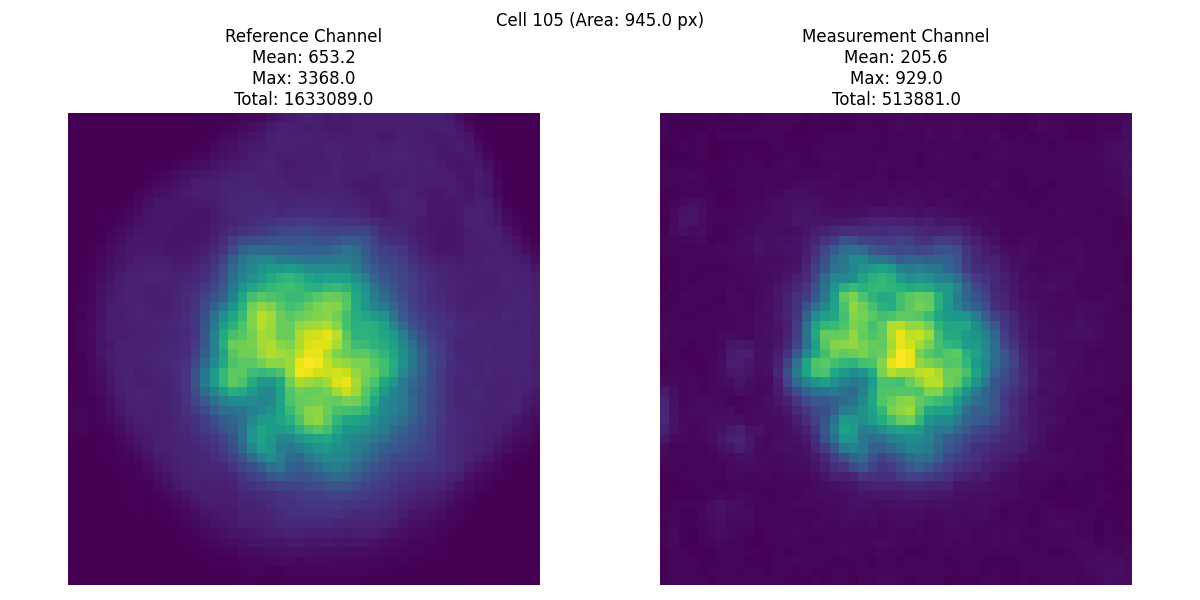 Cell 105 (Area: 945.0 px)
Reference Channel
Mean: 653.2
Max: 3368.0
Total: 1633089.0
Measurement Channel
Mean: 205.6
Max: 929.0
Total: 513881.0